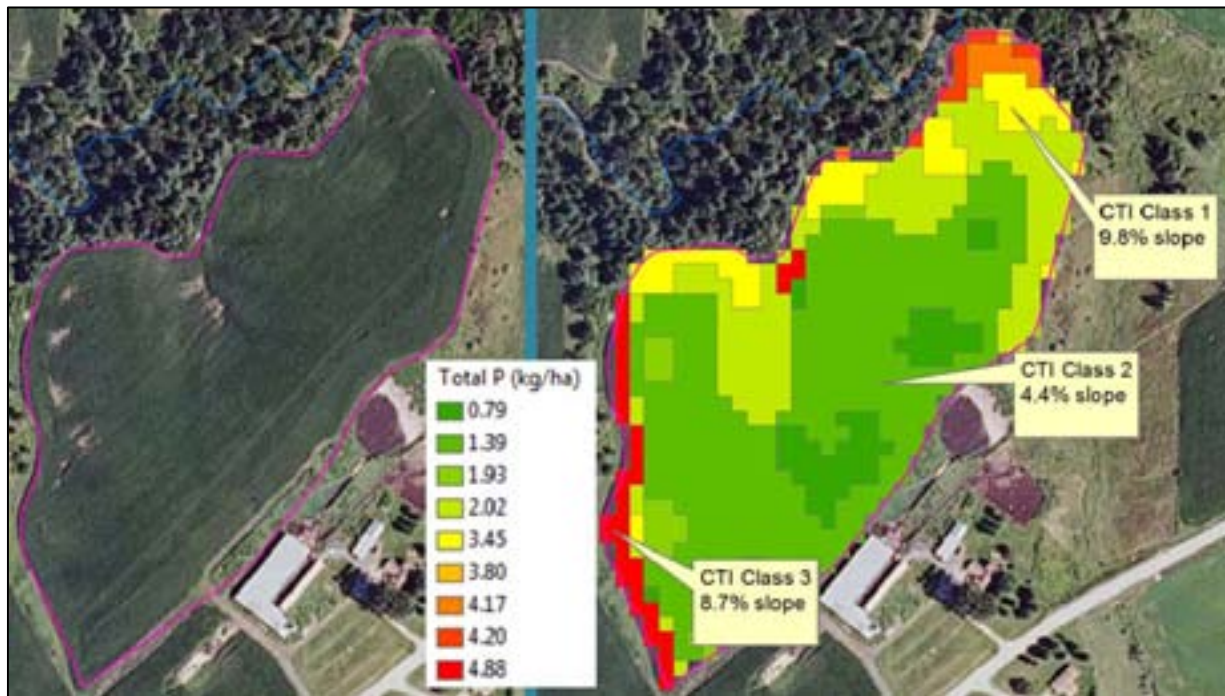 CTI Class 1
9.8% slope
CTI Class 2
4.4% slope
Total P (kg/ha)
0.79
1.39
1.93
2.02
3.45
3.80
4.17
4.20
4.88
CTI Class 3
8.7% slope